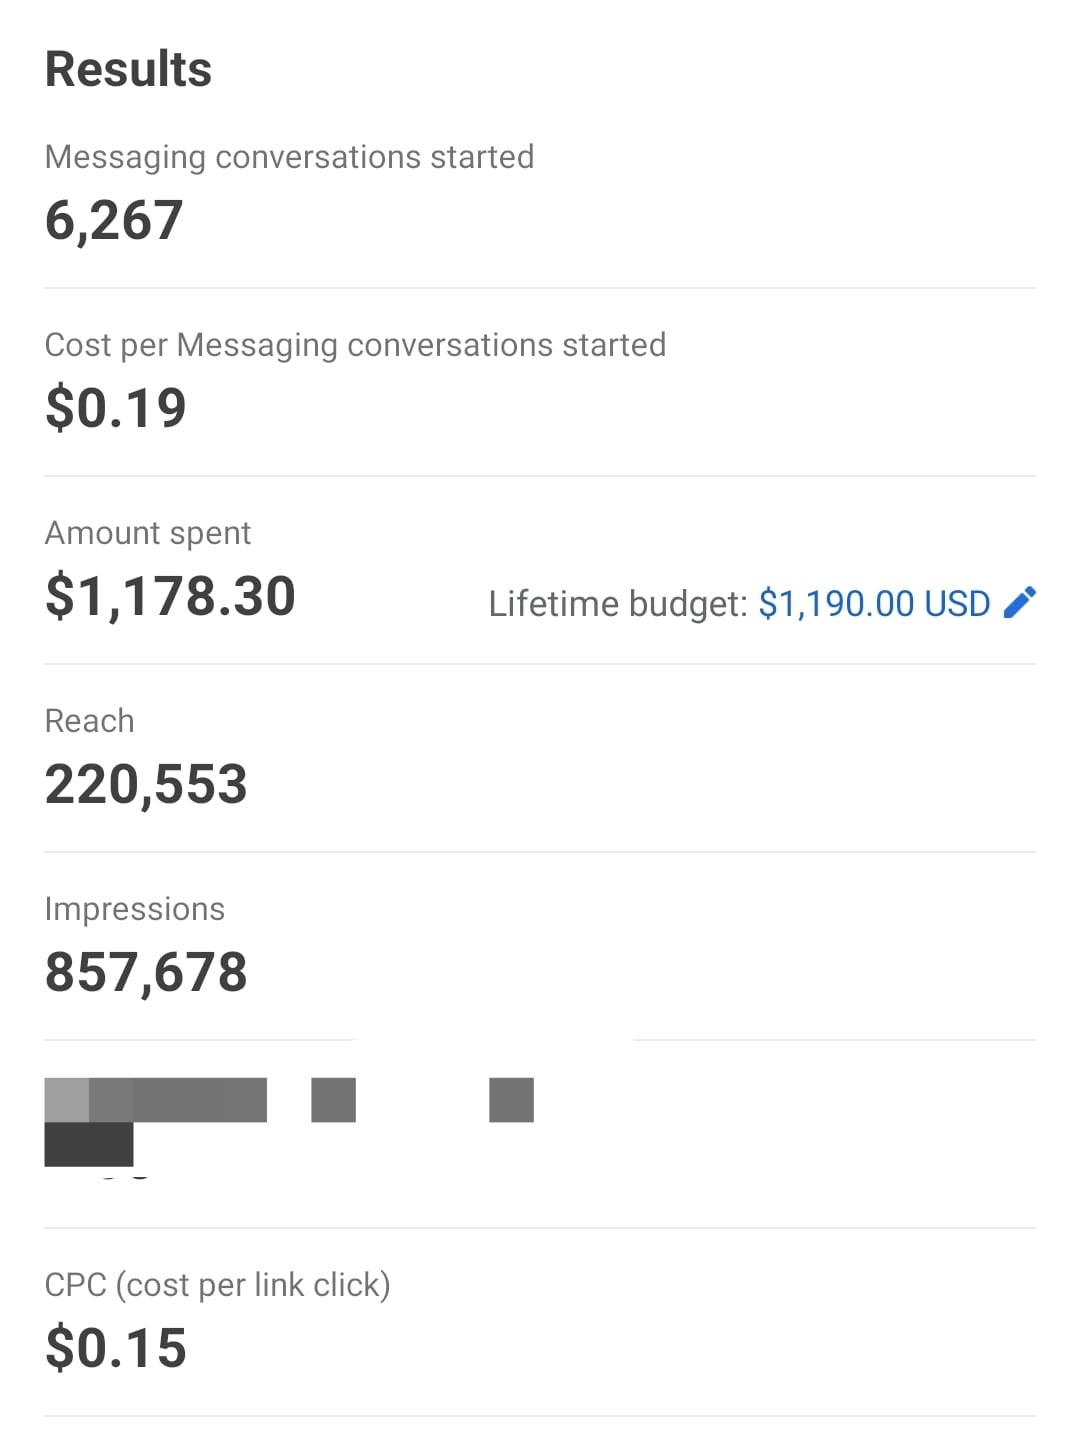 Results
Messaging conversations started
6,267
Cost per Messaging conversations started
$0.19
Amount spent
$1,178.30
Lifetime budget: $1,190.00 USD
Reach
220,553
Impressions
857,678
CPC (cost per link click)
$0.15